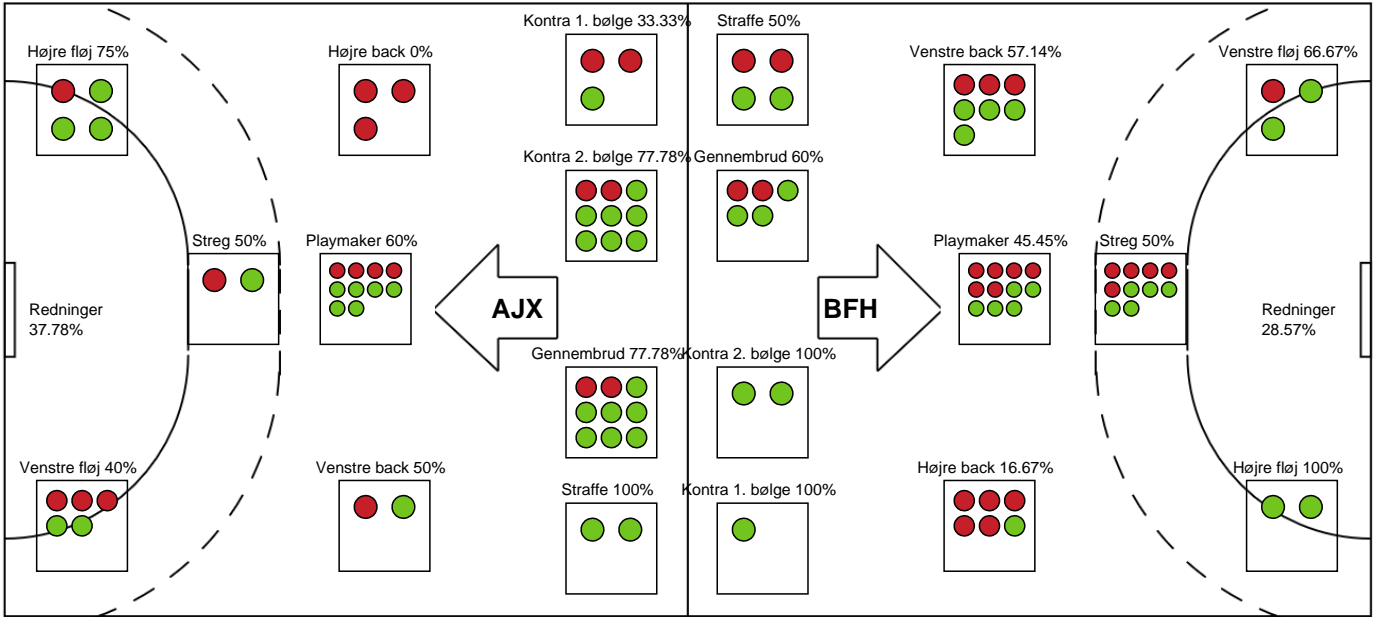 Kontra 1. bølge 33.33%
Straffe 50%
Højre fløj 75%
Højre back 0%
Venstre back 57.14%
Venstre fløj 66.67%
Kontra 2. bølge 77.78%
Gennembrud 60%
Streg 50%
Playmaker 60%
Playmaker 45.45%
Streg 50%
Redninger
37.78%
AJX
BFH
Redninger
28.57%
Gennembrud 77.78%
Kontra 2. bølge 100%
Venstre fløj 40%
Venstre back 50%
Straffe 100%
Kontra 1. bølge 100%
Højre back 16.67%
Højre fløj 100%